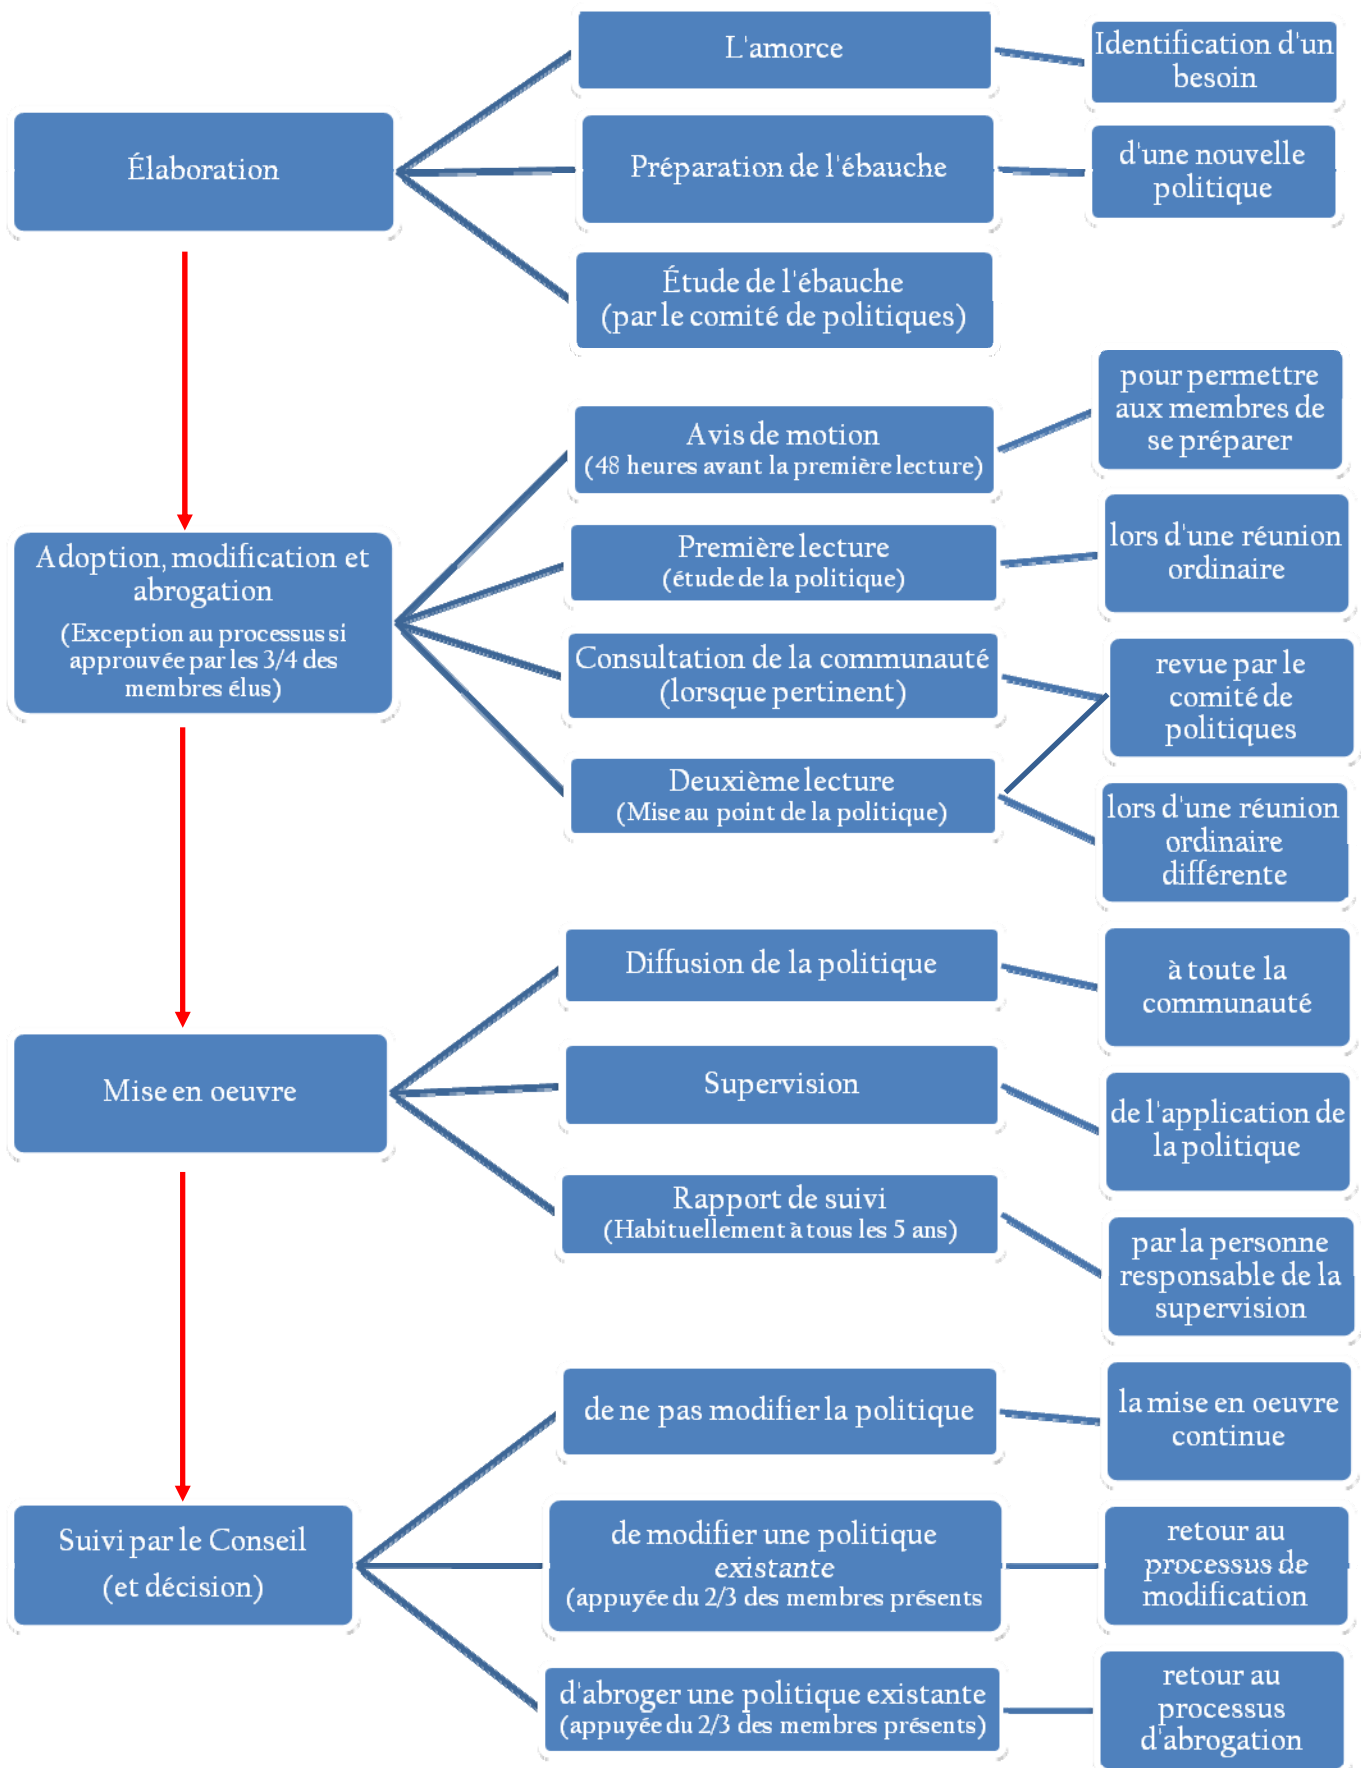 L'amorce
Identification d'un
besoin
Élaboration
Préparation de l'ébauche
d'une nouvelle
politique
Étude de l'ébauche
(par le comité de politiques)
Adoption, modification et
abrogation
(Exception au processus si
approuvée par les 3/4 des
membres élus)
Avis de motion
(48 heures avant la première lecture)
pour permettre
aux membres de
se préparer
Première lecture
(étude de la politique)
lors d'une réunion
ordinaire
Consultation de la communauté
(lorsque pertinent)
revue par le
comité de
politiques
Deuxième lecture
(Mise au point de la politique)
lors d'une réunion
ordinaire
différente
Mise en oeuvre
Diffusion de la politique
à toute la
communauté
Supervision
de l'application de
la politique
Rapport de suivi
(Habituellement à tous les 5 ans)
par la personne
responsable de la
supervision
Suivi par le Conseil
(et décision)
de ne pas modifier la politique
la mise en oeuvre
continue
de modifier une politique
existante
(appuyée du 2/3 des membres présents
retour au
processus de
modification
d'abroger une politique existante
(appuyée du 2/3 des membres présents)
retour au
processus
d'abrogation